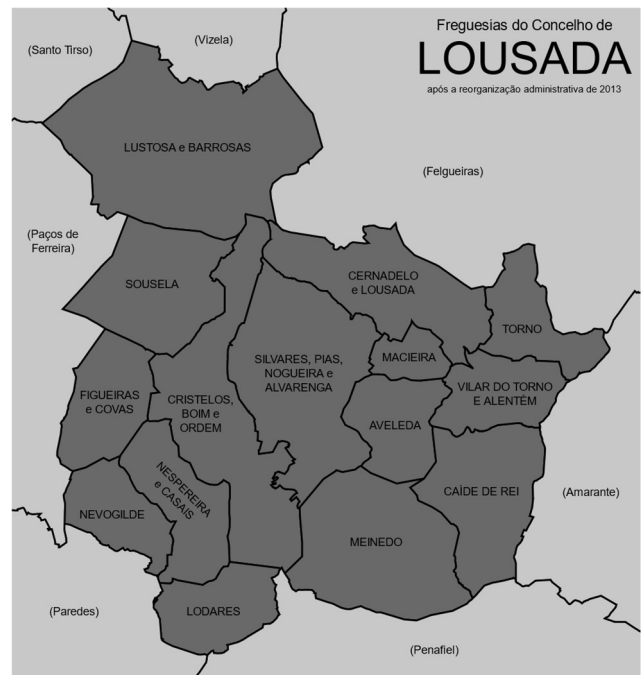 Freguesias do Concelho de
LOUSADA
após a reorganização administrativa de 2013
(Santo Tirso)
(Vizela)
LUSTOSA e BARROSAS
(Felgueiras)
(Paços de
Ferreira)
SOUSELA
CERNADELO
e LOUSADA
TORNO
SILVARES, PIAS,
NOGUEIRA e
ALVARENGA
MACIEIRA
VILAR DO TORNO
E ALENTÉM
FIGUEIRAS
e COVAS
CRISTELOS,
BOIM e
ORDEM
AVELEDA
NESPEREIRA
e CASAIS
CAÍDE DE REI
(Amarante)
NEVOGILDE
MEINEDO
(Paredes)
LODARES
(Penafiel)